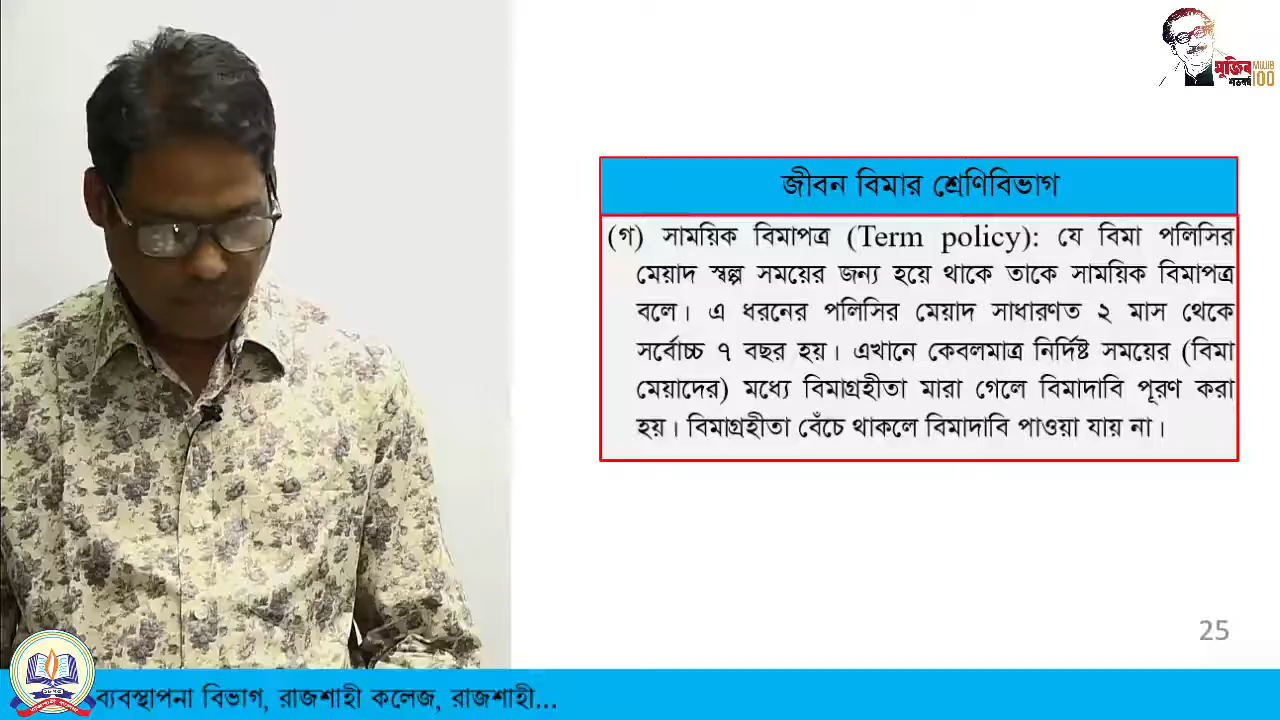 মুজিব
শতবর্ষ
MUJIB
100
জীবন বিমার শ্রেণিবিভাগ
(গ) সাময়িক বিমাপত্র (Term policy): যে বিমা পলিসির
মেয়াদ স্বল্প সময়ের জন্য হয়ে থাকে তাকে সাময়িক বিমাপত্র
বলে। এ ধরনের পলিসির মেয়াদ সাধারণত ২ মাস থেকে
সর্বোচ্চ ৭ বছর হয়। এখানে কেবলমাত্র নির্দিষ্ট সময়ের (বিমা
মেয়াদের) মধ্যে বিমাগ্রহীতা মারা গেলে বিমাদাবি পূরণ করা
হয়। বিমাগ্রহীতা বেঁচে থাকলে বিমাদাবি পাওয়া যায় না।
25
ব্যবস্থাপনা বিভাগ, রাজশাহী কলেজ, রাজশাহী...